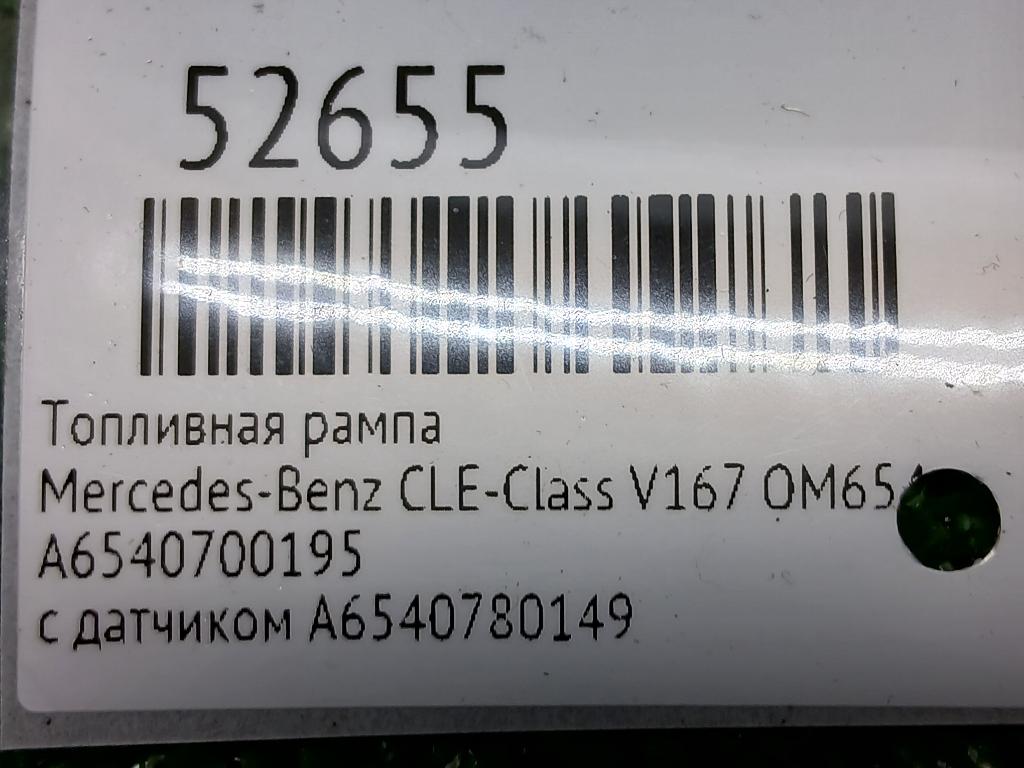 52655
Топливная рампа
Mercedes-Benz CLE-Class V167 OM654
A6540700195
с датчиком A6540780149